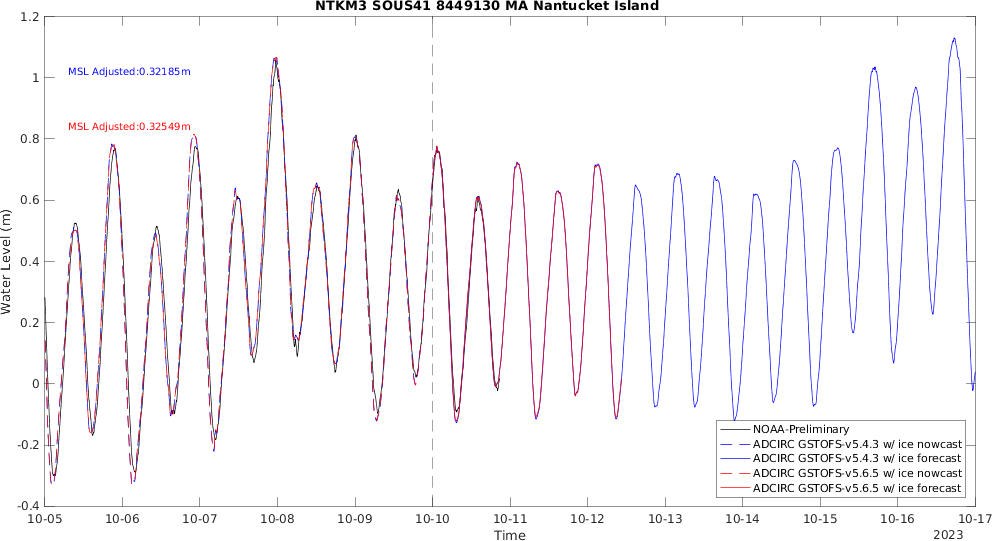 NTKM3 SOUS41 8449130 MA Nantucket Island
1.2
1
0.8
0.6
0.4
0.2
0
-0.2
-0.4
Water Level (m)
MSL Adjusted:0.32185m
MSL Adjusted:0.32549m
NOAA-Preliminary
ADCIRC GSTOFS-v5.4.3 w/ ice nowcast
ADCIRC GSTOFS-v5.4.3 w/ ice forecast
ADCIRC GSTOFS-v5.6.5 w/ ice nowcast
ADCIRC GSTOFS-v5.6.5 w/ ice forecast
10-05 10-06 10-07 10-08 10-09 10-10 10-11 10-12 10-13 10-14 10-15 10-16 10-17
Time
2023